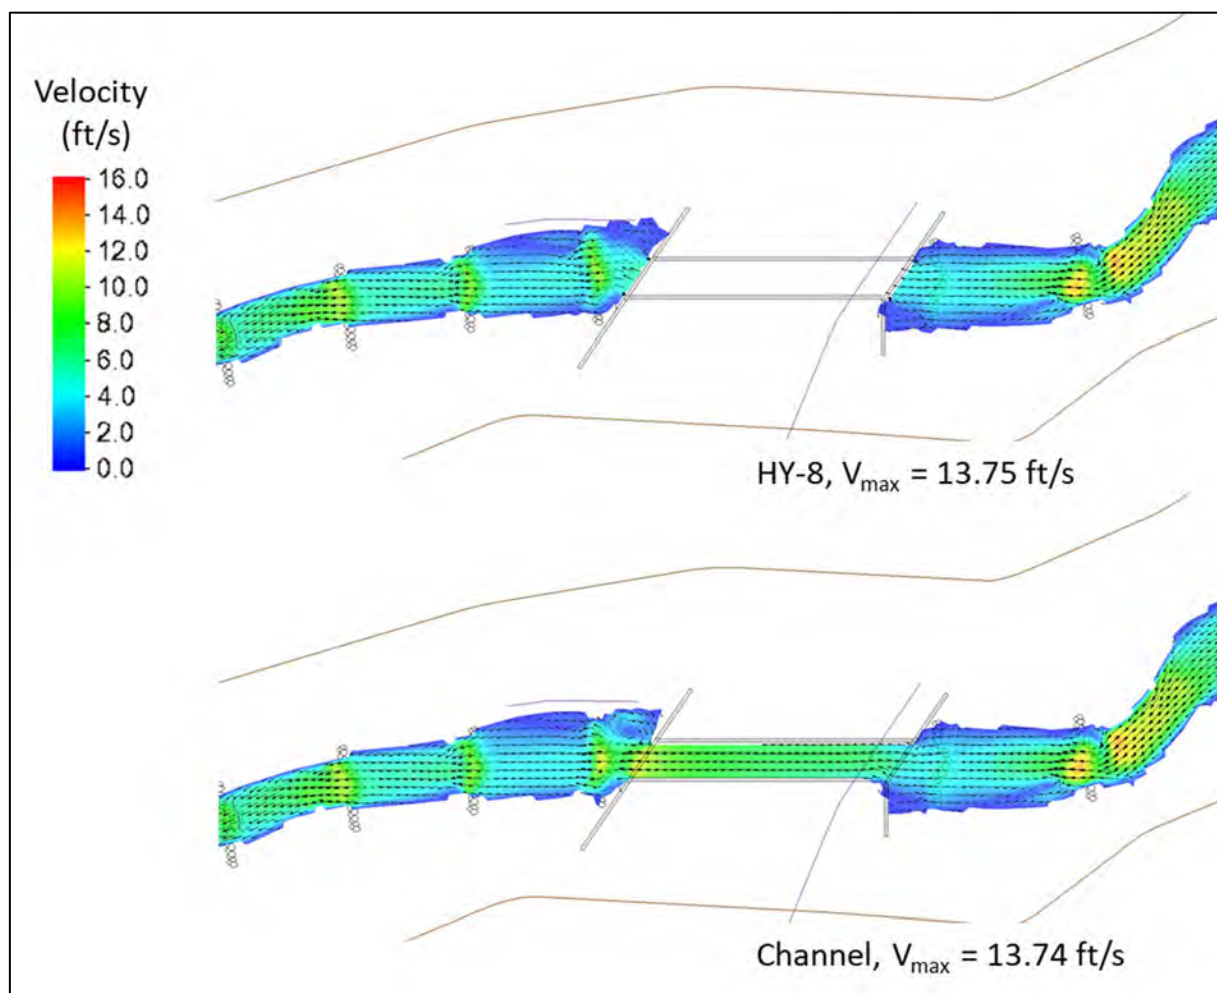 Velocity
(ft/s)
16.0
14.0
12.0
10.0
8.0
6.0
4.0
2.0
0.0
HY-8, Vmax = 13.75 ft/s
Channel, Vmax = 13.74 ft/s